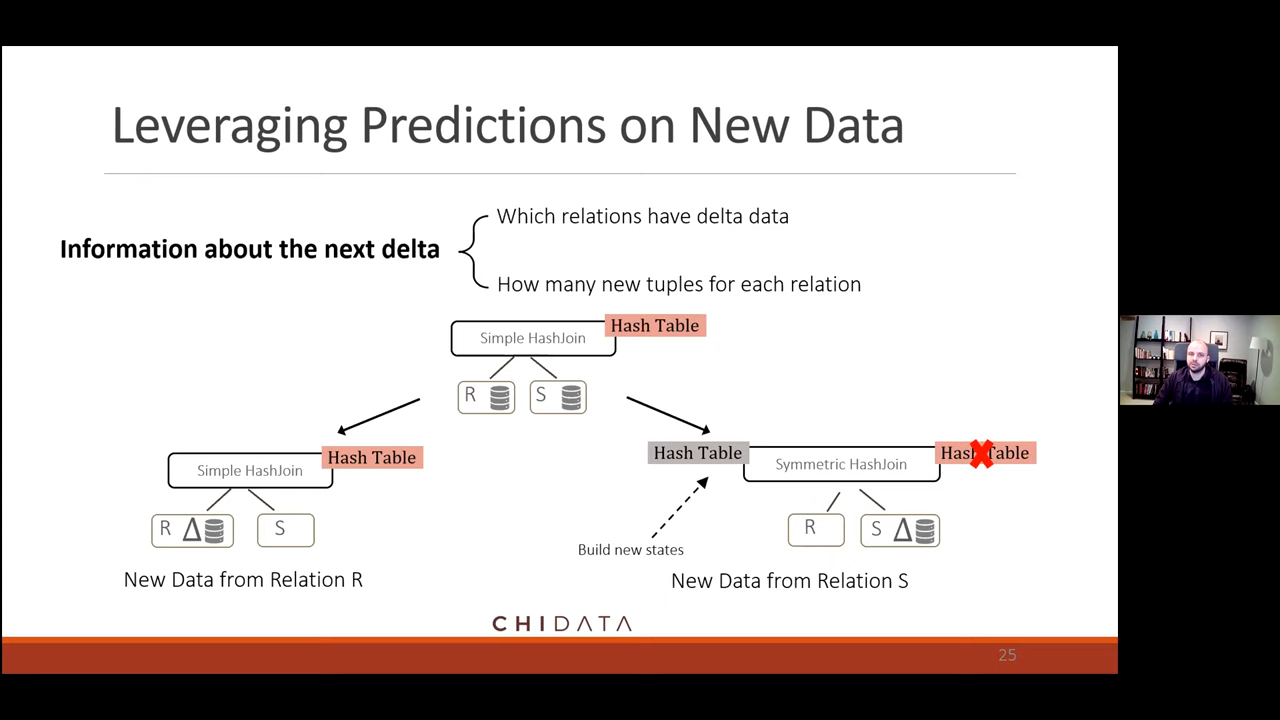 Leveraging Predictions on New Data
Which relations have delta data
Information about the next delta
How many new tuples for each relation
Simple HashJoin
Hash Table
R
S
Simple HashJoin
Hash Table
R Δ
S
New Data from Relation R
Hash Table
Symmetric HashJoin
Hash Table
R
S Δ
Build new states
New Data from Relation S
CHIDATA
25